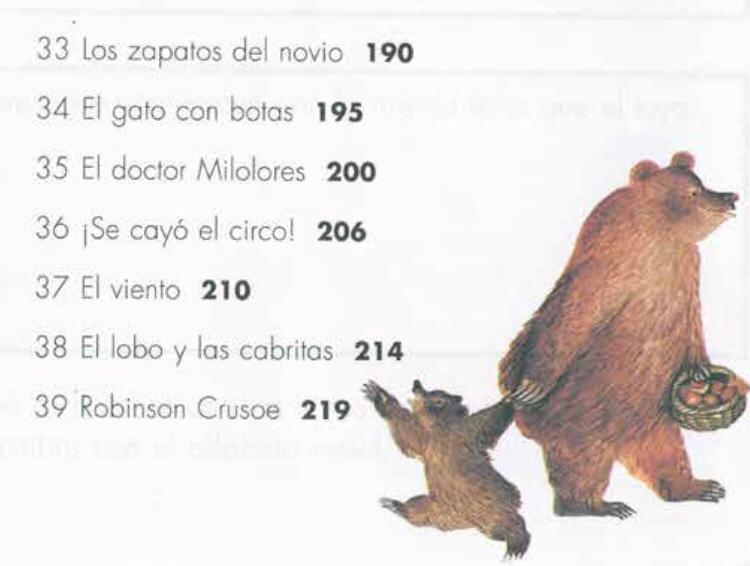 33 Los zapatos del novio 190
34 El gato con botas 195
35 El doctor Milolores 200
36 ¡Se cayó el circo! 206
37 El viento 210
38 El lobo y las cabritas 214
39 Robinson Crusoe 219